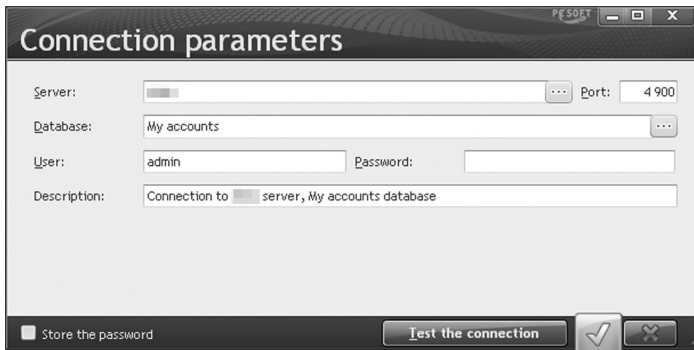 PCSOFT
Connection parameters
Server: ... Port: 4 900
Database: My accounts ...
User: admin Password:
Description: Connection to server, My accounts database
Store the password Test the connection